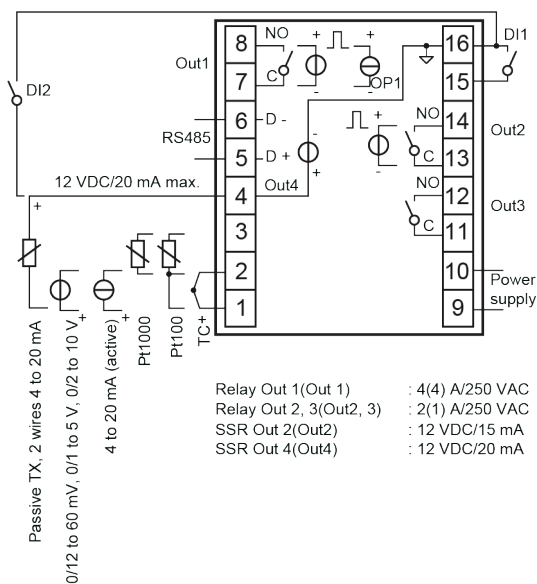 DI1
DI2
Out1
8
NO
+
+
16
7
C
OP1
15
-
-
RS485
6
D -
-
+
NO
14
Out2
5
D +
+
-
C
13
12 VDC/20 mA max.
4
Out4
NO
12
Out3
+
3
C
11
2
10
Power
supply
1
9
+
+
TC+
Pt100
Pt1000
4 to 20 mA (active)
0/12 to 60 mV, 0/1 to 5 V, 0/2 to 10 V
Passive TX, 2 wires 4 to 20 mA
Relay Out 1(Out 1) : 4(4) A/250 VAC
Relay Out 2, 3(Out2, 3) : 2(1) A/250 VAC
SSR Out 2(Out2) : 12 VDC/15 mA
SSR Out 4(Out4) : 12 VDC/20 mA